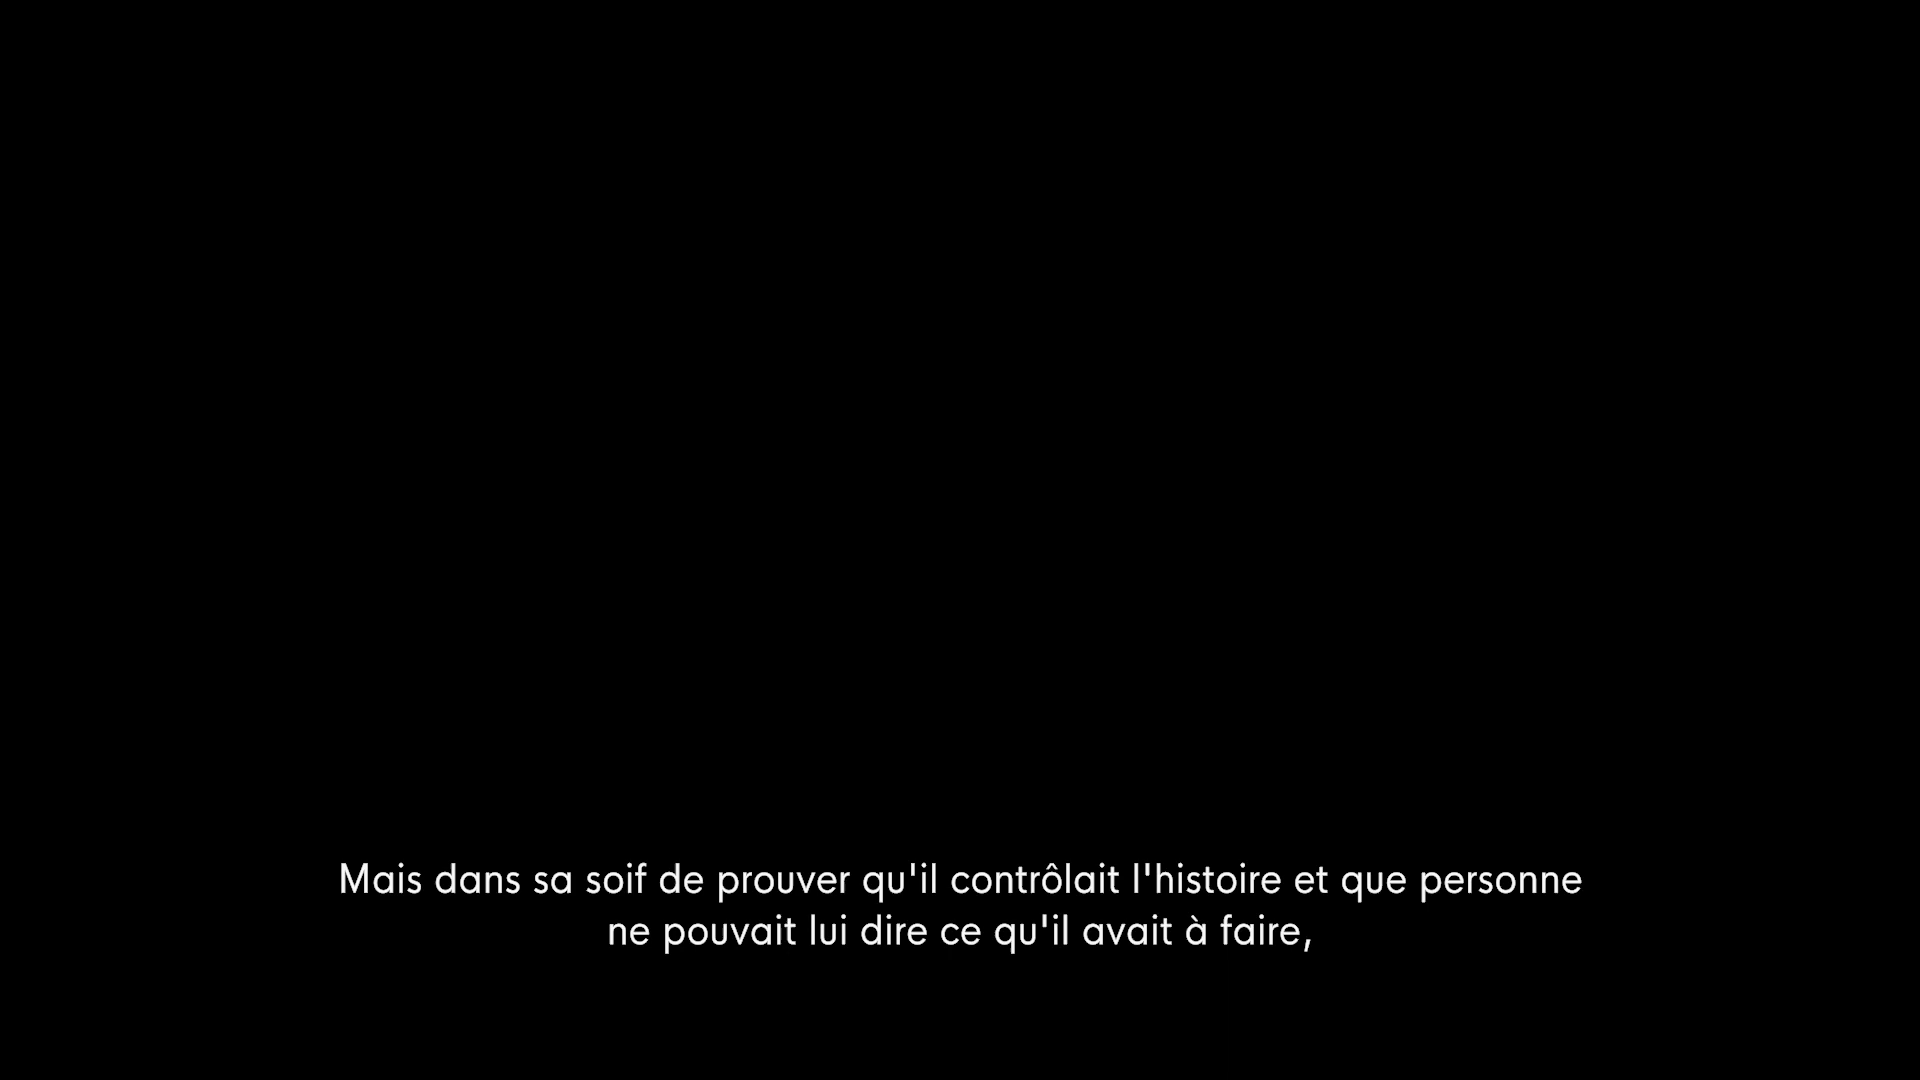 Mais dans sa soif de prouver qu'il contrôlait l'histoire et que personne
ne pouvait lui dire ce qu'il avait à faire,